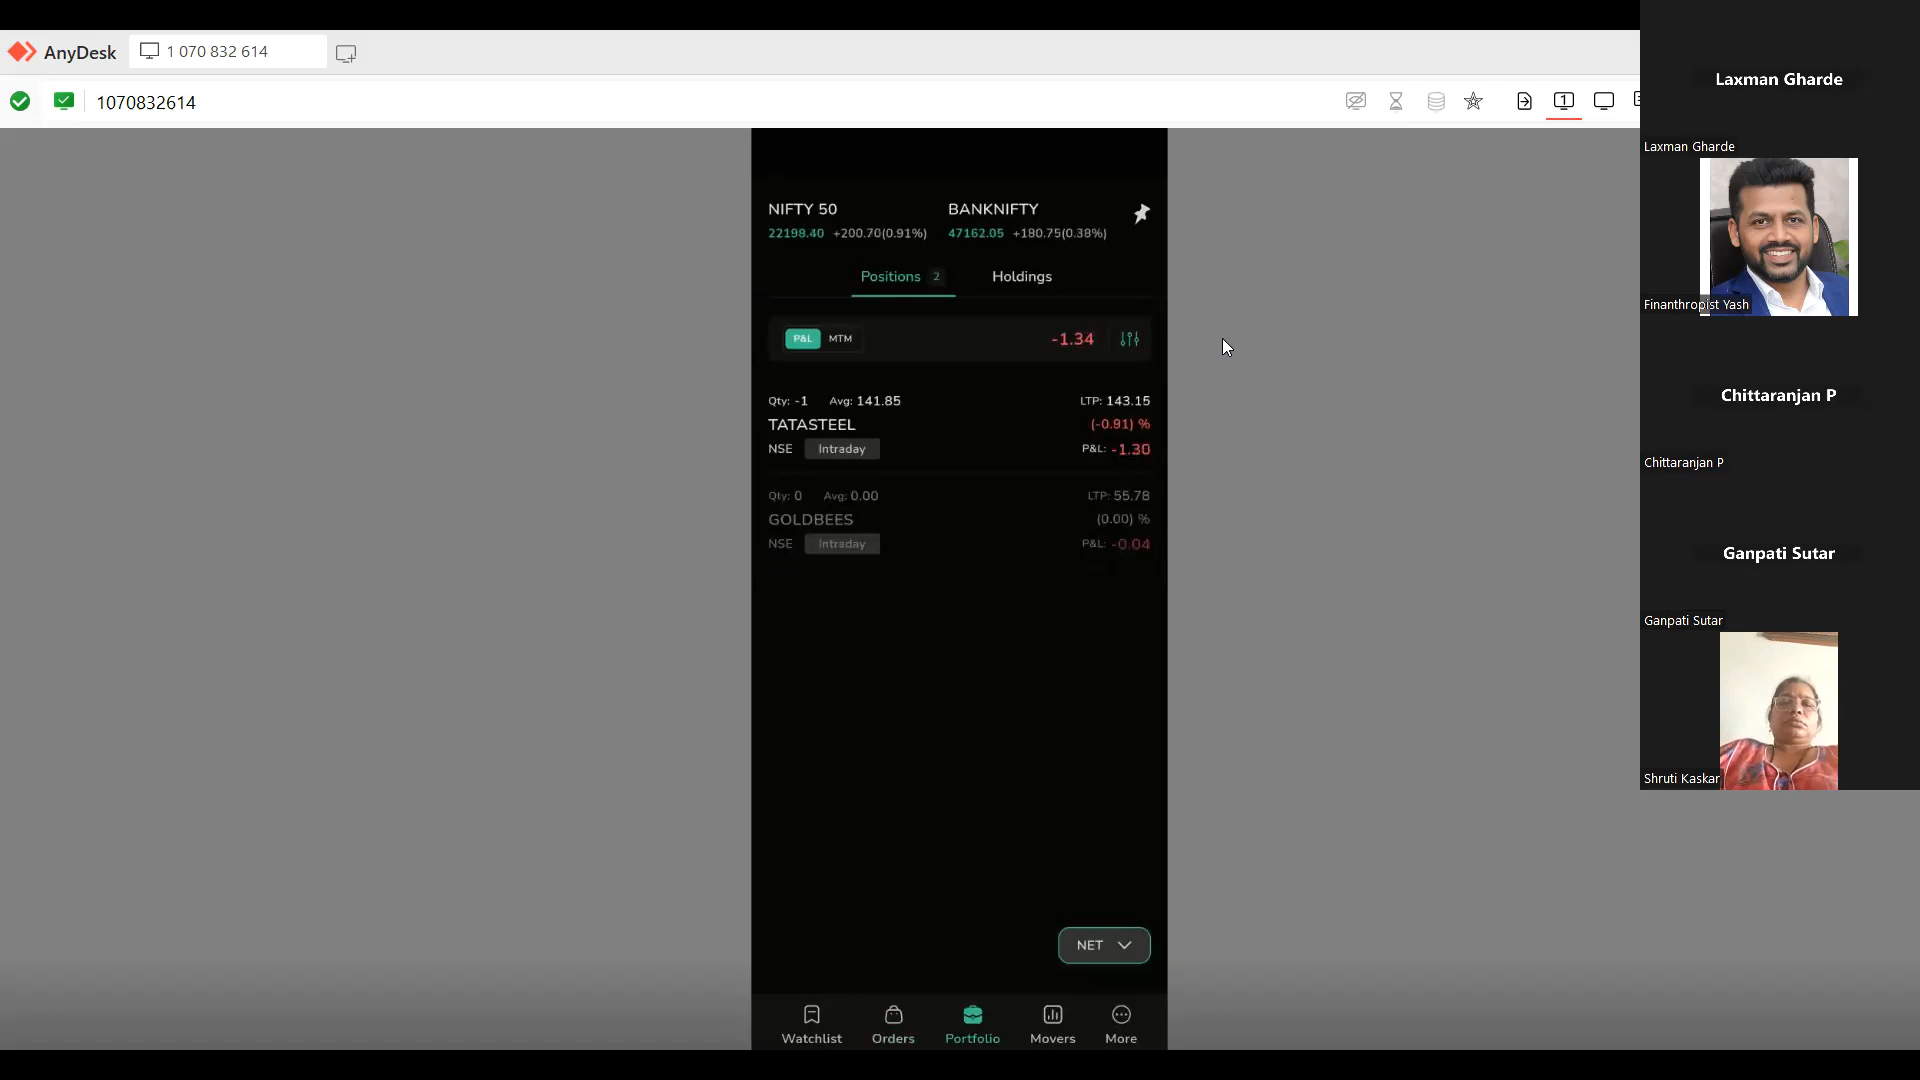 AnyDesk
1 070 832 614
1070832614
1
NIFTY 50
22198.40 +200.70(0.91%)
BANKNIFTY
47162.05 +180.75(0.38%)
Positions 2
Holdings
P&L MTM
-1.34
Qty: -1 Avg: 141.85
LTP: 143.15
TATASTEEL
(-0.91) %
NSE Intraday
P&L: -1.30
Qty: 0 Avg: 0.00
LTP: 55.78
GOLDBEES
(0.00) %
NSE Intraday
P&L: -0.04
NET
Watchlist
Orders
Portfolio
Movers
More
Laxman Gharde
Laxman Gharde
Finanthropist Yash
Chittaranjan P
Chittaranjan P
Ganpati Sutar
Ganpati Sutar
Shruti Kaskar